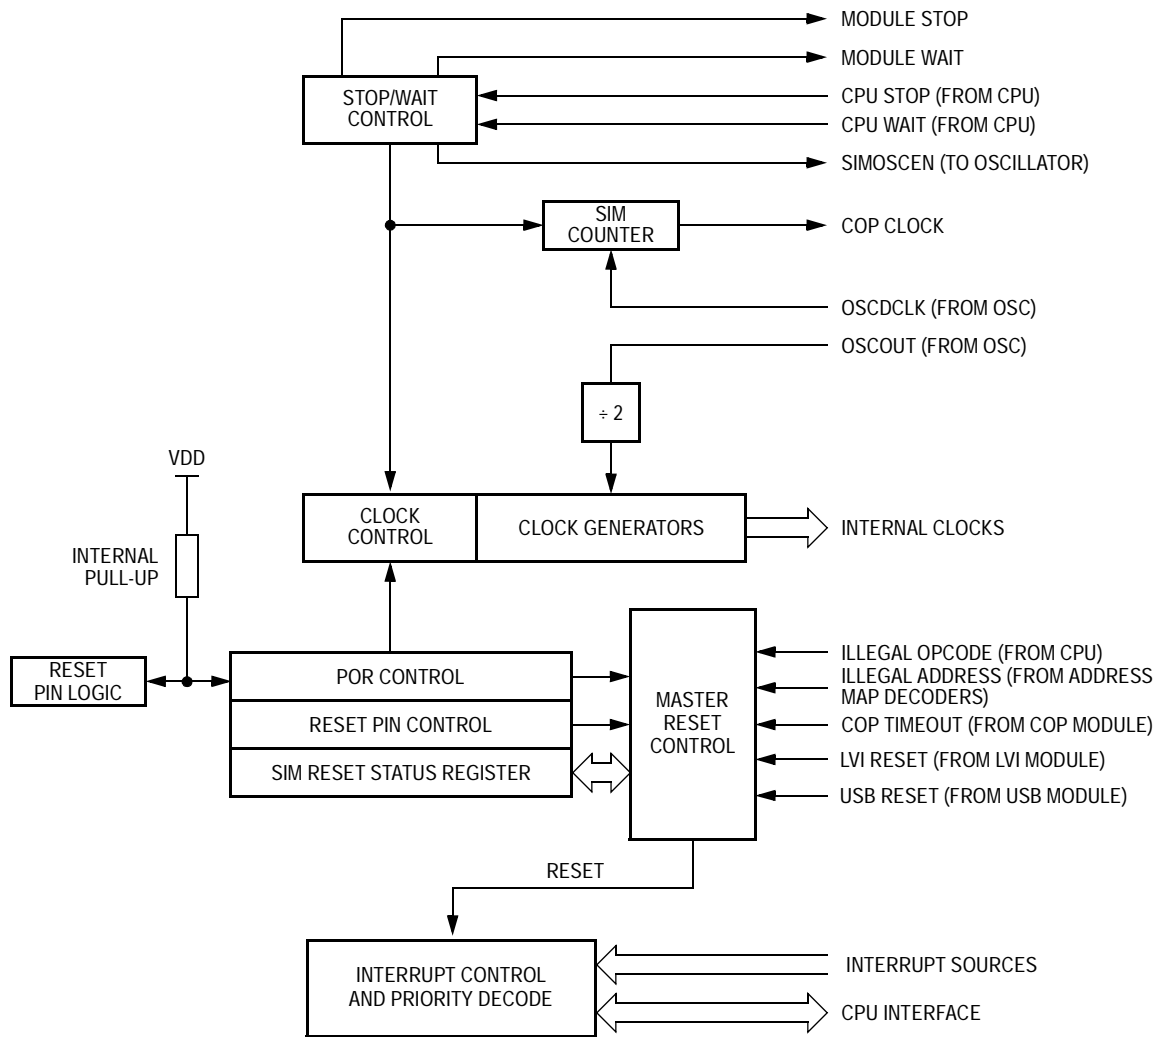 MODULE STOP
MODULE WAIT
STOP/WAIT
CONTROL
CPU STOP (FROM CPU)
CPU WAIT (FROM CPU)
SIMOSCEN (TO OSCILLATOR)
SIM
COUNTER
COP CLOCK
OSCDCLK (FROM OSC)
OSCOUT (FROM OSC)
÷ 2
VDD
INTERNAL
PULL-UP
CLOCK
CONTROL
CLOCK GENERATORS
INTERNAL CLOCKS
RESET
PIN LOGIC
POR CONTROL
RESET PIN CONTROL
SIM RESET STATUS REGISTER
MASTER
RESET
CONTROL
ILLEGAL OPCODE (FROM CPU)
ILLEGAL ADDRESS (FROM ADDRESS
MAP DECODERS)
COP TIMEOUT (FROM COP MODULE)
LVI RESET (FROM LVI MODULE)
USB RESET (FROM USB MODULE)
RESET
INTERRUPT CONTROL
AND PRIORITY DECODE
INTERRUPT SOURCES
CPU INTERFACE